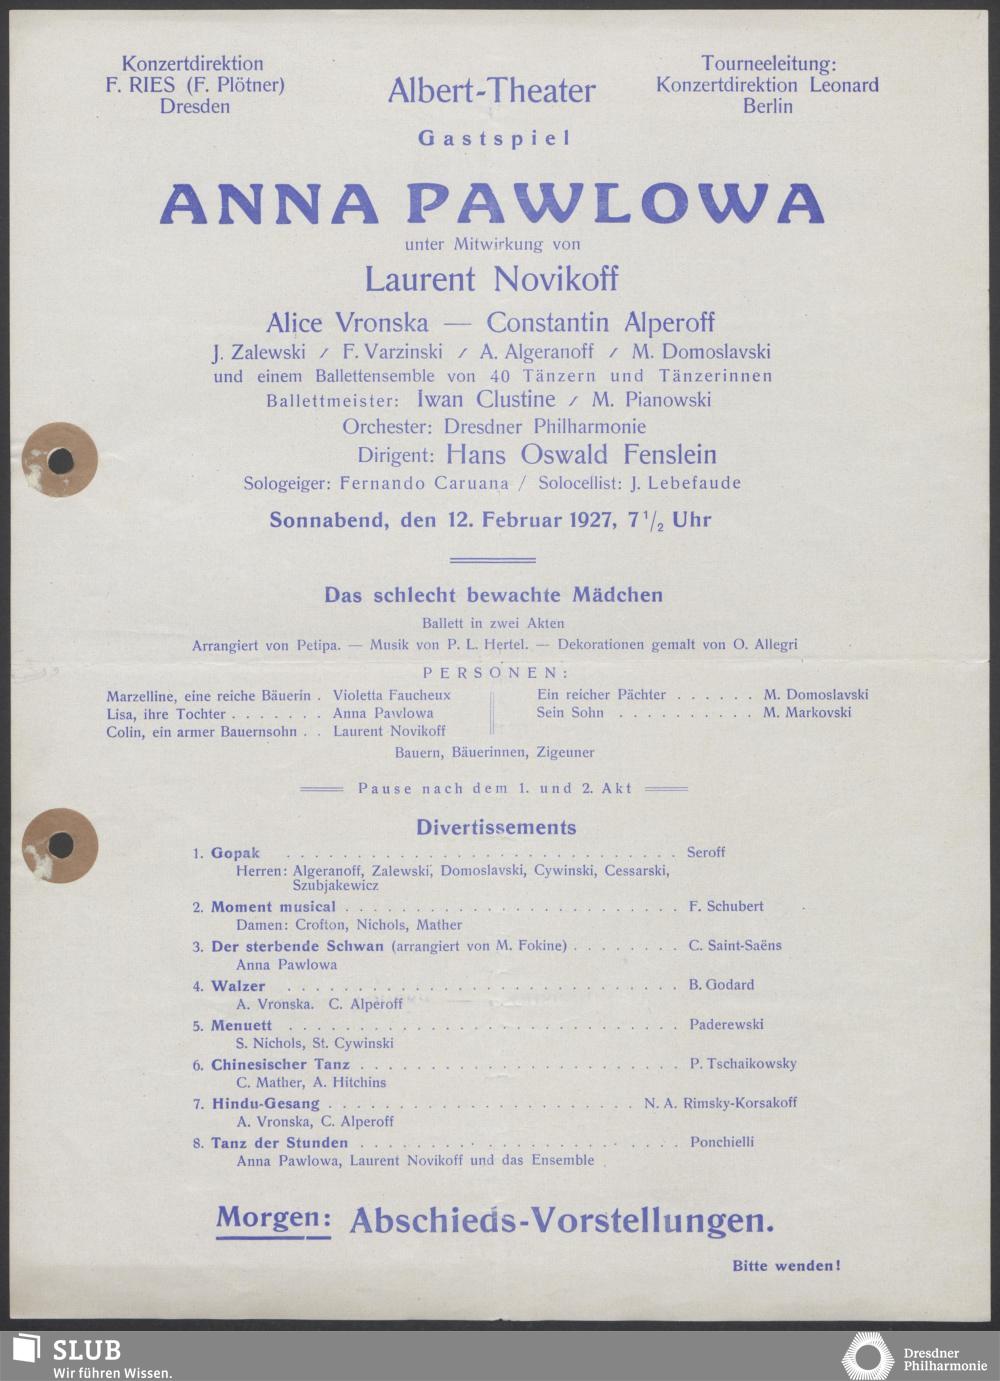 Konzertdirektion
F. RIES (F. Plötner)
Dresden
Albert-Theater
Tourneeleitung:
Konzertdirektion Leonard
Berlin
Gastspiel
ANNA PAWLOWA
unter Mitwirkung von
Laurent Novikoff
Alice Vronska — Constantin Alperoff
J. Zalewski / F. Varzinski / A. Algeranoff / M. Domoslavski
und einem Ballettensemble von 40 Tänzern und Tänzerinnen
Ballettmeister: Iwan Clustine / M. Pianowski
Orchester: Dresdner Philharmonie
Dirigent: Hans Oswald Fenslein
Sologeiger: Fernando Caruana / Solocellist: J. Lebefaude
Sonnabend, den 12. Februar 1927, 7 1/2 Uhr
Das schlecht bewachte Mädchen
Ballett in zwei Akten
Arrangiert von Petipa. — Musik von P. L. Hertel. — Dekorationen gemalt von O. Allegri
PERSONEN:
Marzelline, eine reiche Bäuerin . Violetta Faucheux
Lisa, ihre Tochter . . . . . . . Anna Pawlowa
Colin, ein armer Bauernsohn . . Laurent Novikoff
Ein reicher Pächter . . . . . . M. Domoslavski
Sein Sohn . . . . . . . . . . M. Markovski
Bauern, Bäuerinnen, Zigeuner
Pause nach dem 1. und 2. Akt
Divertissements
1. Gopak . . . . . . . . . . . . . . . . . . . . . . . . . . . . Seroff
Herren: Algeranoff, Zalewski, Domoslavski, Cywinski, Cessarski,
Szubjakewicz
2. Moment musical . . . . . . . . . . . . . . . . . . . . . . . . F. Schubert
Damen: Crofton, Nichols, Mather
3. Der sterbende Schwan (arrangiert von M. Fokine) . . . . . . . . C. Saint-Saëns
Anna Pawlowa
4. Walzer . . . . . . . . . . . . . . . . . . . . . . . . . . . . B. Godard
A. Vronska. C. Alperoff
5. Menuett . . . . . . . . . . . . . . . . . . . . . . . . . . . . Paderewski
S. Nichols, St. Cywinski
6. Chinesischer Tanz . . . . . . . . . . . . . . . . . . . . . . . P. Tschaikowsky
C. Mather, A. Hitchins
7. Hindu-Gesang . . . . . . . . . . . . . . . . . . . . . . N. A. Rimsky-Korsakoff
A. Vronska, C. Alperoff
8. Tanz der Stunden . . . . . . . . . . . . . . . . . . . . . . . Ponchielli
Anna Pawlowa, Laurent Novikoff und das Ensemble
Morgen: Abschieds-Vorstellungen.
Bitte wenden!
SLUB
Wir führen Wissen.
Dresdner
Philharmonie